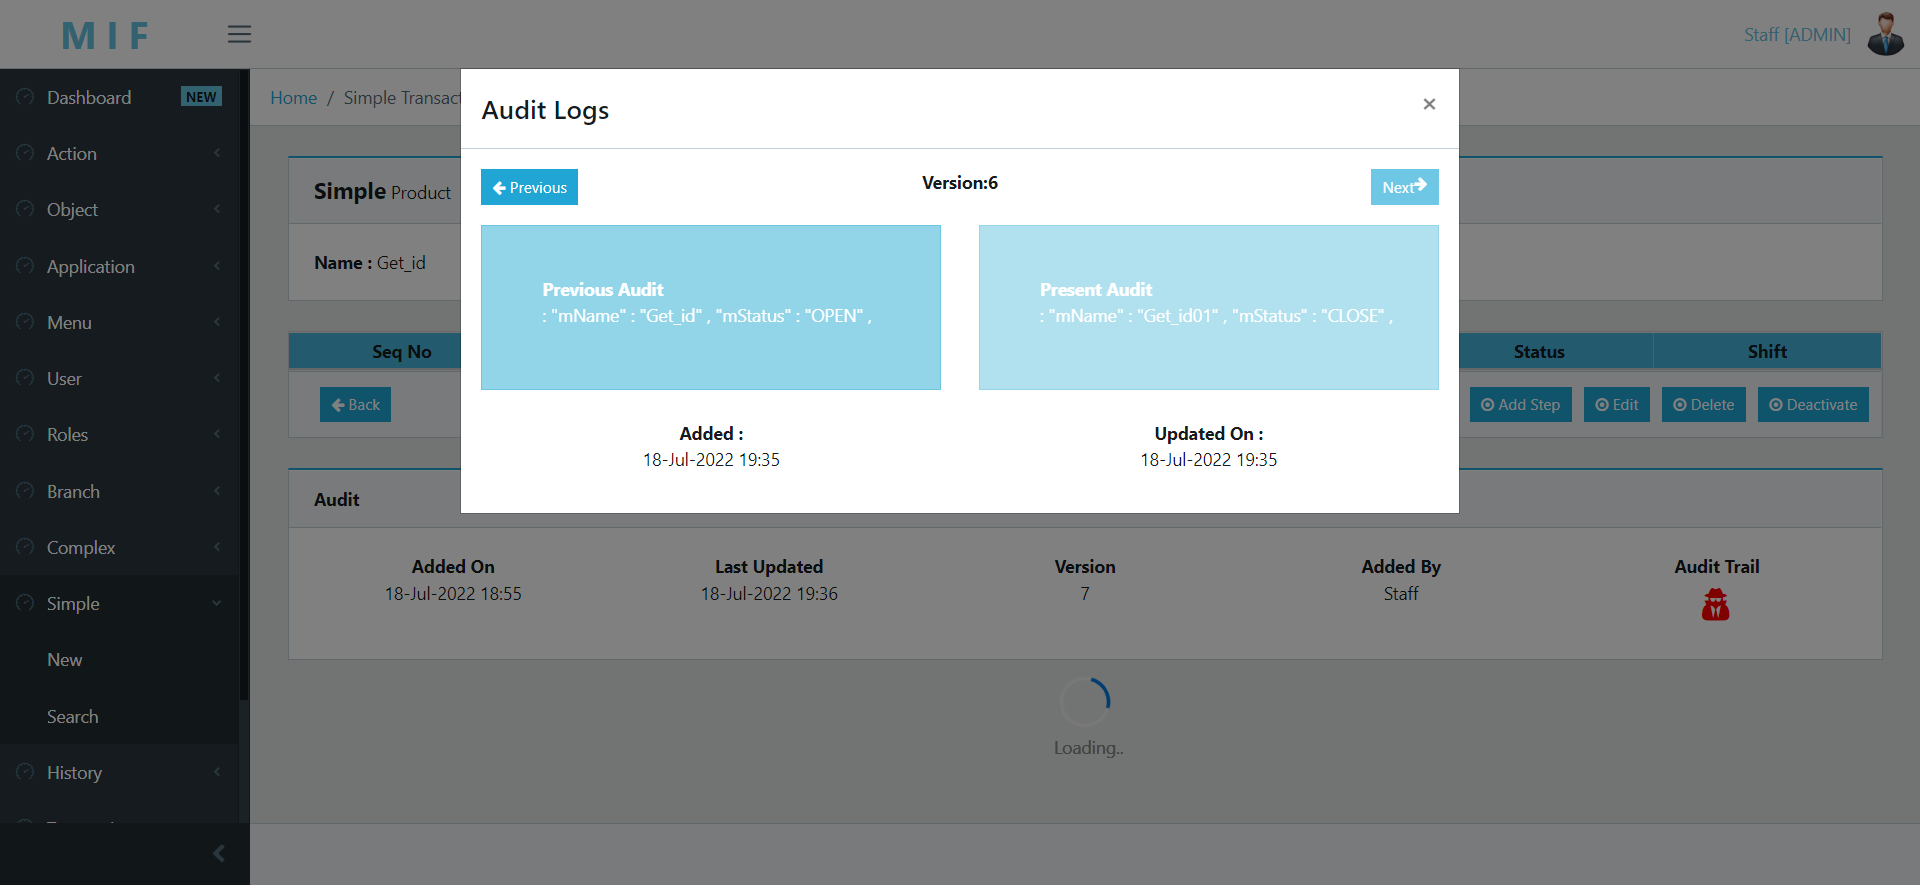 M I F
Staff [ADMIN]
Dashboard NEW
Action
Object
Application
Menu
User
Roles
Branch
Complex
Simple
New
Search
History
Home / Simple Transact
Simple Product
Name : Get_id
Seq No
Status
Shift
Back
Add Step
Edit
Delete
Deactivate
Audit Logs
×
Previous
Version:6
Next
Previous Audit
: "mName" : "Get_id" , "mStatus" : "OPEN" ,
Present Audit
: "mName" : "Get_id01" , "mStatus" : "CLOSE" ,
Added :
18-Jul-2022 19:35
Updated On :
18-Jul-2022 19:35
Audit
Added On
18-Jul-2022 18:55
Last Updated
18-Jul-2022 19:36
Version
7
Added By
Staff
Audit Trail
Loading..